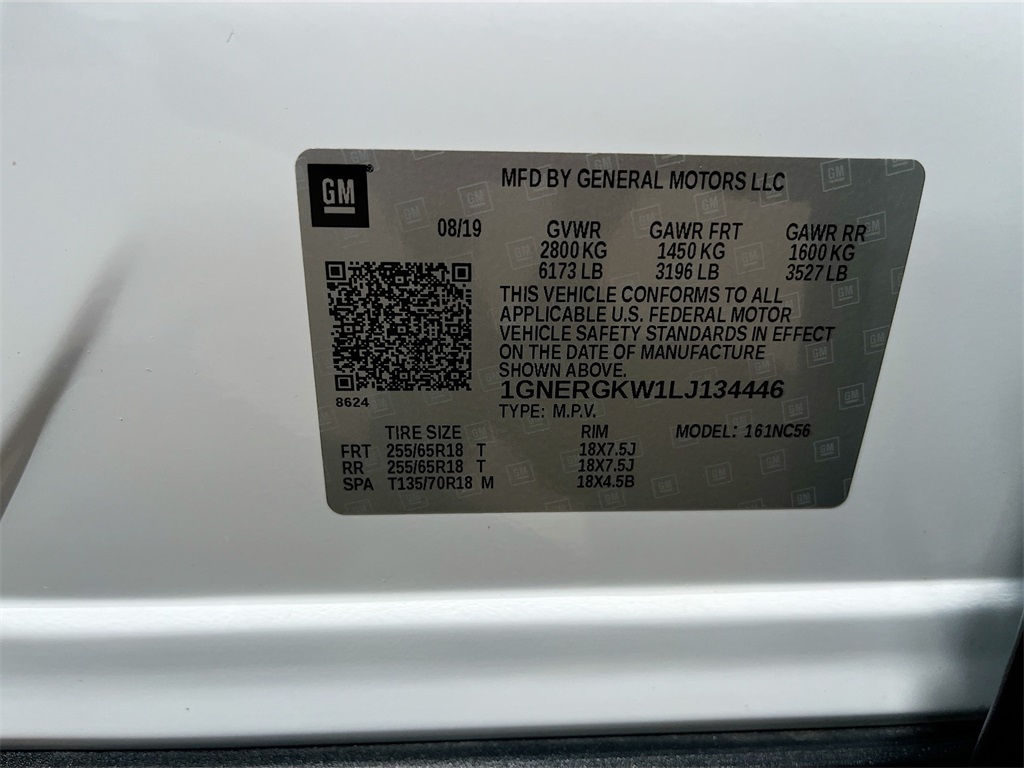 GM ®
MFD BY GENERAL MOTORS LLC
08/19 GVWR GAWR FRT GAWR RR
2800 KG 1450 KG 1600 KG
6173 LB 3196 LB 3527 LB
THIS VEHICLE CONFORMS TO ALL
APPLICABLE U.S. FEDERAL MOTOR
VEHICLE SAFETY STANDARDS IN EFFECT
ON THE DATE OF MANUFACTURE
SHOWN ABOVE.
1GNERGKW1LJ134446
8624
TYPE: M.P.V.
TIRE SIZE RIM MODEL: 161NC56
FRT 255/65R18 T 18X7.5J
RR 255/65R18 T 18X7.5J
SPA T135/70R18 M 18X4.5B